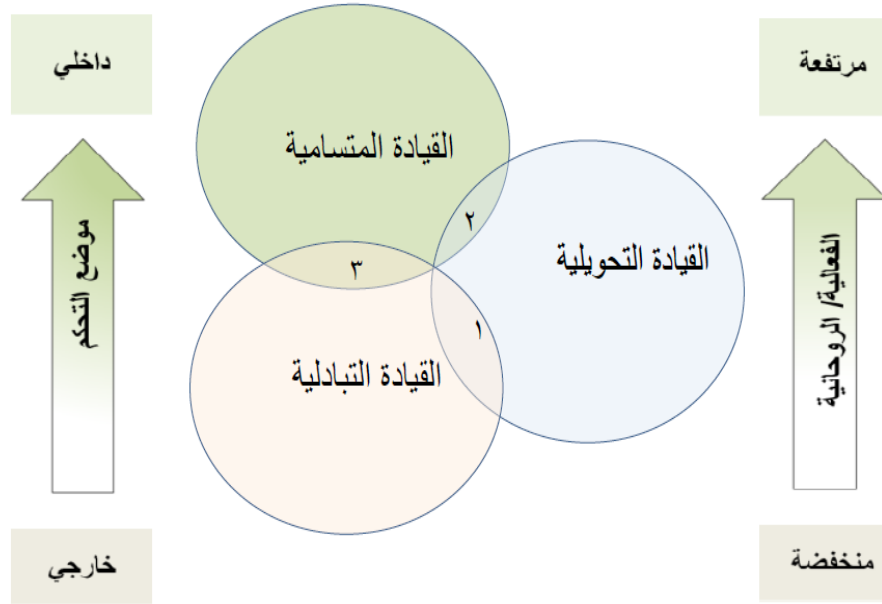 مرتفعة
داخلي
القيادة المتسامية
٢
القيادة التحويلية
٣
١
القيادة التبادلية
الفعالية/ الروحانية
موضع التحكم
منخفضة
خارجي